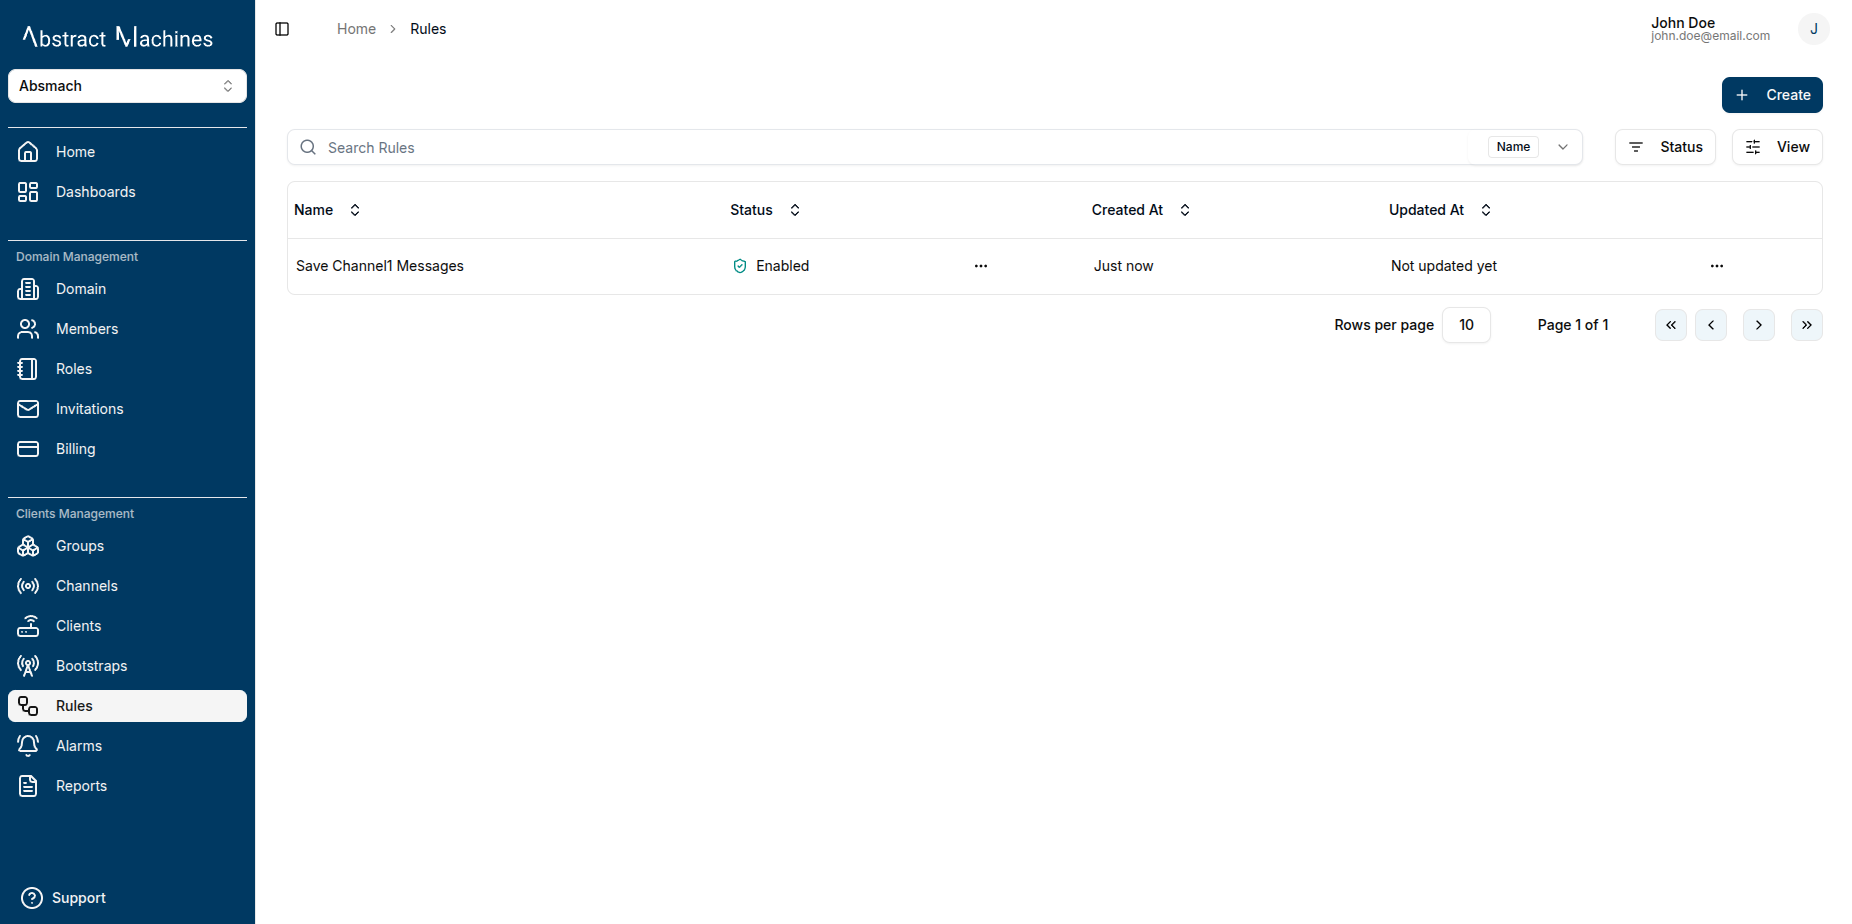 Abstract Machines
Absmach
Home
Dashboards
Domain Management
Domain
Members
Roles
Invitations
Billing
Clients Management
Groups
Channels
Clients
Bootstraps
Rules
Alarms
Reports
Support
Home > Rules
John Doe
john.doe@email.com
J
+ Create
Search Rules Name
Status
View
Name Status Created At Updated At
Save Channel1 Messages Enabled ... Just now Not updated yet ...
Rows per page 10 Page 1 of 1